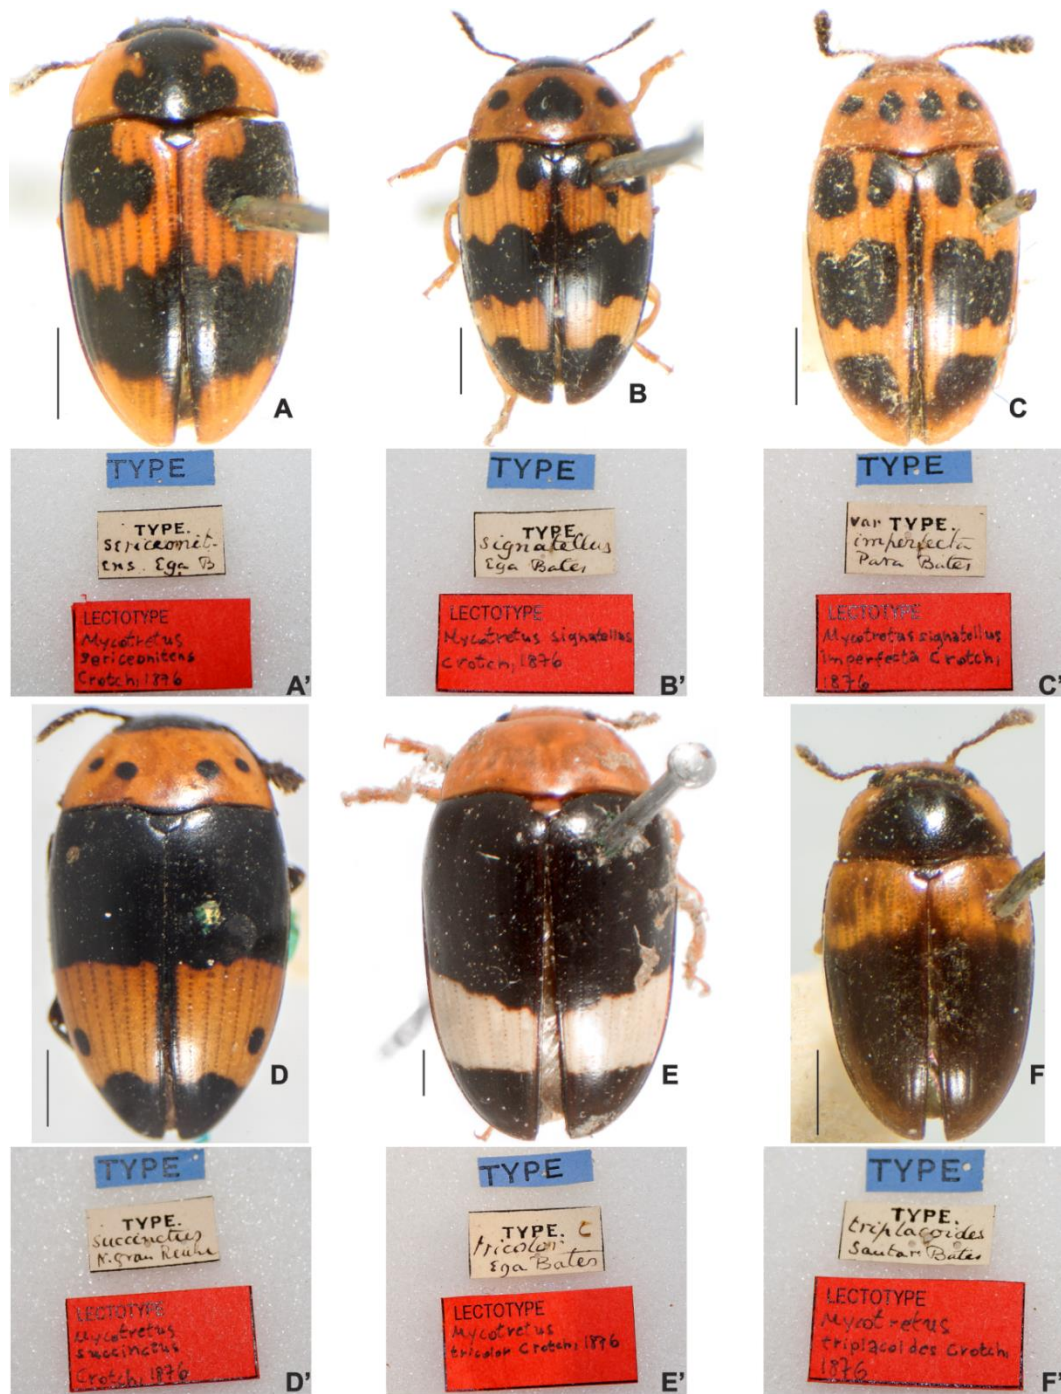 A
B
C
TYPE
TYPE.
sericeonit-
ens. Ega B
LECTOTYPE
Mycotretus
sericeonitens
Crotch, 1876
A'
TYPE
TYPE.
signatellus
Ega Bates
LECTOTYPE
Mycotretus signatellus
Crotch, 1876
B'
TYPE
var TYPE.
imperfecta
Para Bates
LECTOTYPE
Mycotretus signatellus
imperfecta Crotch,
1876
C'
D
E
F
TYPE
TYPE.
succinctus
N. Gran
LECTOTYPE
Mycotretus
succinctus
Crotch, 1876
D'
TYPE
TYPE. C
tricolor
Ega Bates
LECTOTYPE
Mycotretus
tricolor Crotch, 1876
E'
TYPE
TYPE.
triplacoides
Santar Bates
LECTOTYPE
Mycotretus
triplacoides Crotch,
1876
F'